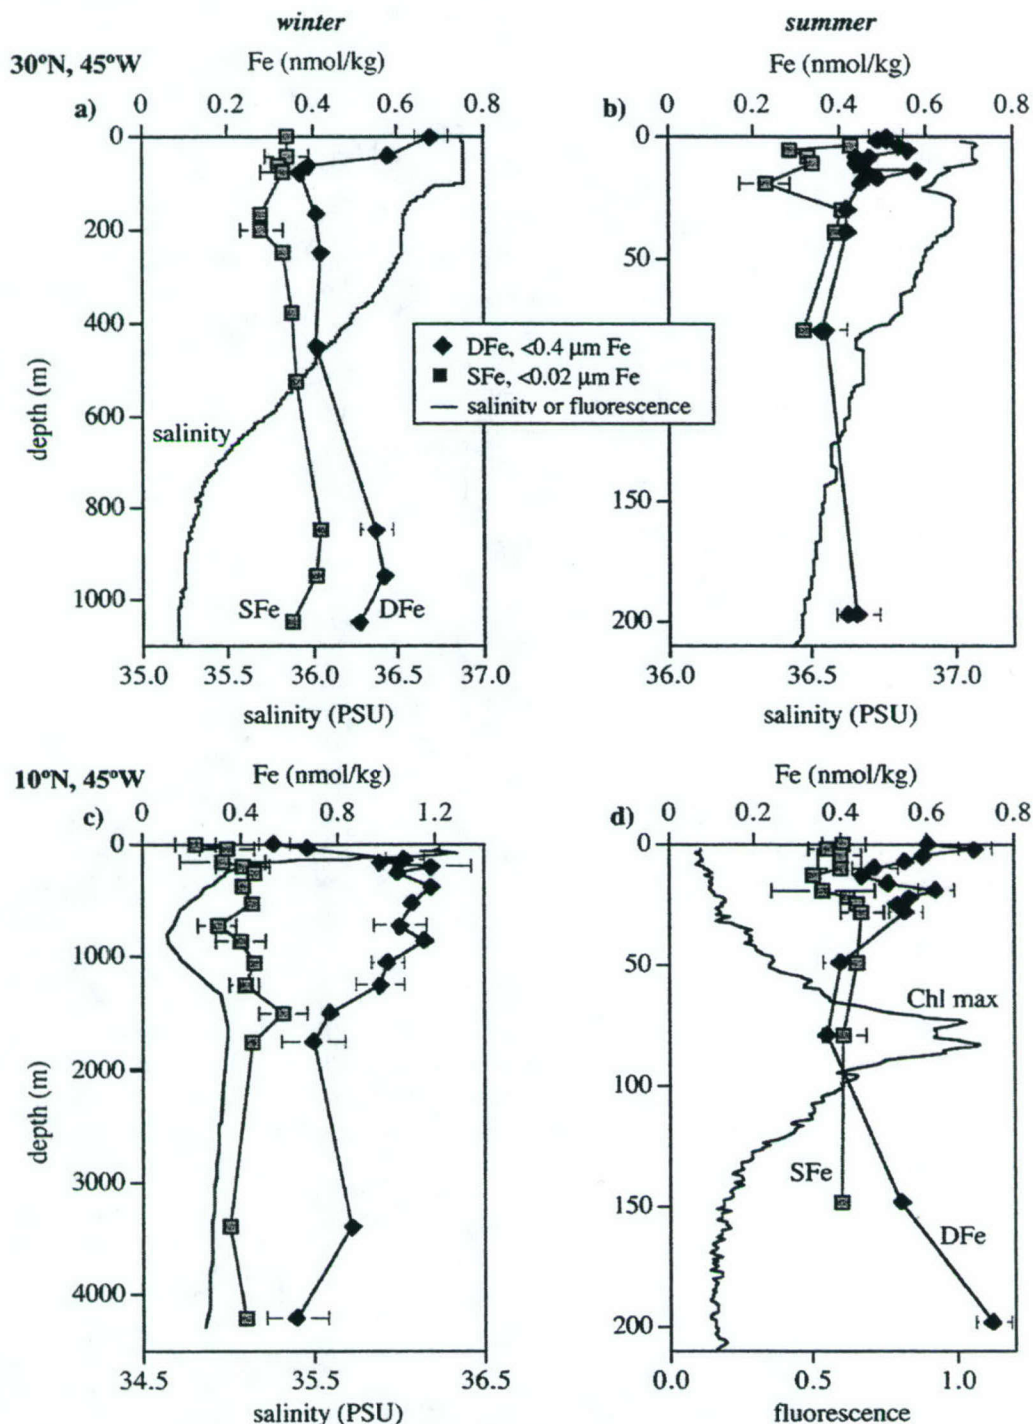 winter
summer
30ºN, 45ºW
Fe (nmol/kg)
Fe (nmol/kg)
a)
0 0.2 0.4 0.6 0.8
b)
0 0.2 0.4 0.6 0.8
0
200
400
600
800
1000
depth (m)
salinity
SFe
DFe
35.0 35.5 36.0 36.5 37.0
salinity (PSU)
DFe, <0.4 µm Fe
SFe, <0.02 µm Fe
salinity or fluorescence
0
50
150
200
36.0 36.5 37.0
salinity (PSU)
10ºN, 45ºW
Fe (nmol/kg)
Fe (nmol/kg)
c)
0 0.4 0.8 1.2
d)
0.0 0.2 0.4 0.6 0.8
0
1000
2000
3000
4000
depth (m)
34.5 35.5 36.5
salinity (PSU)
0
50
100
150
200
Chl max
SFe
DFe
0.0 0.5 1.0
fluorescence